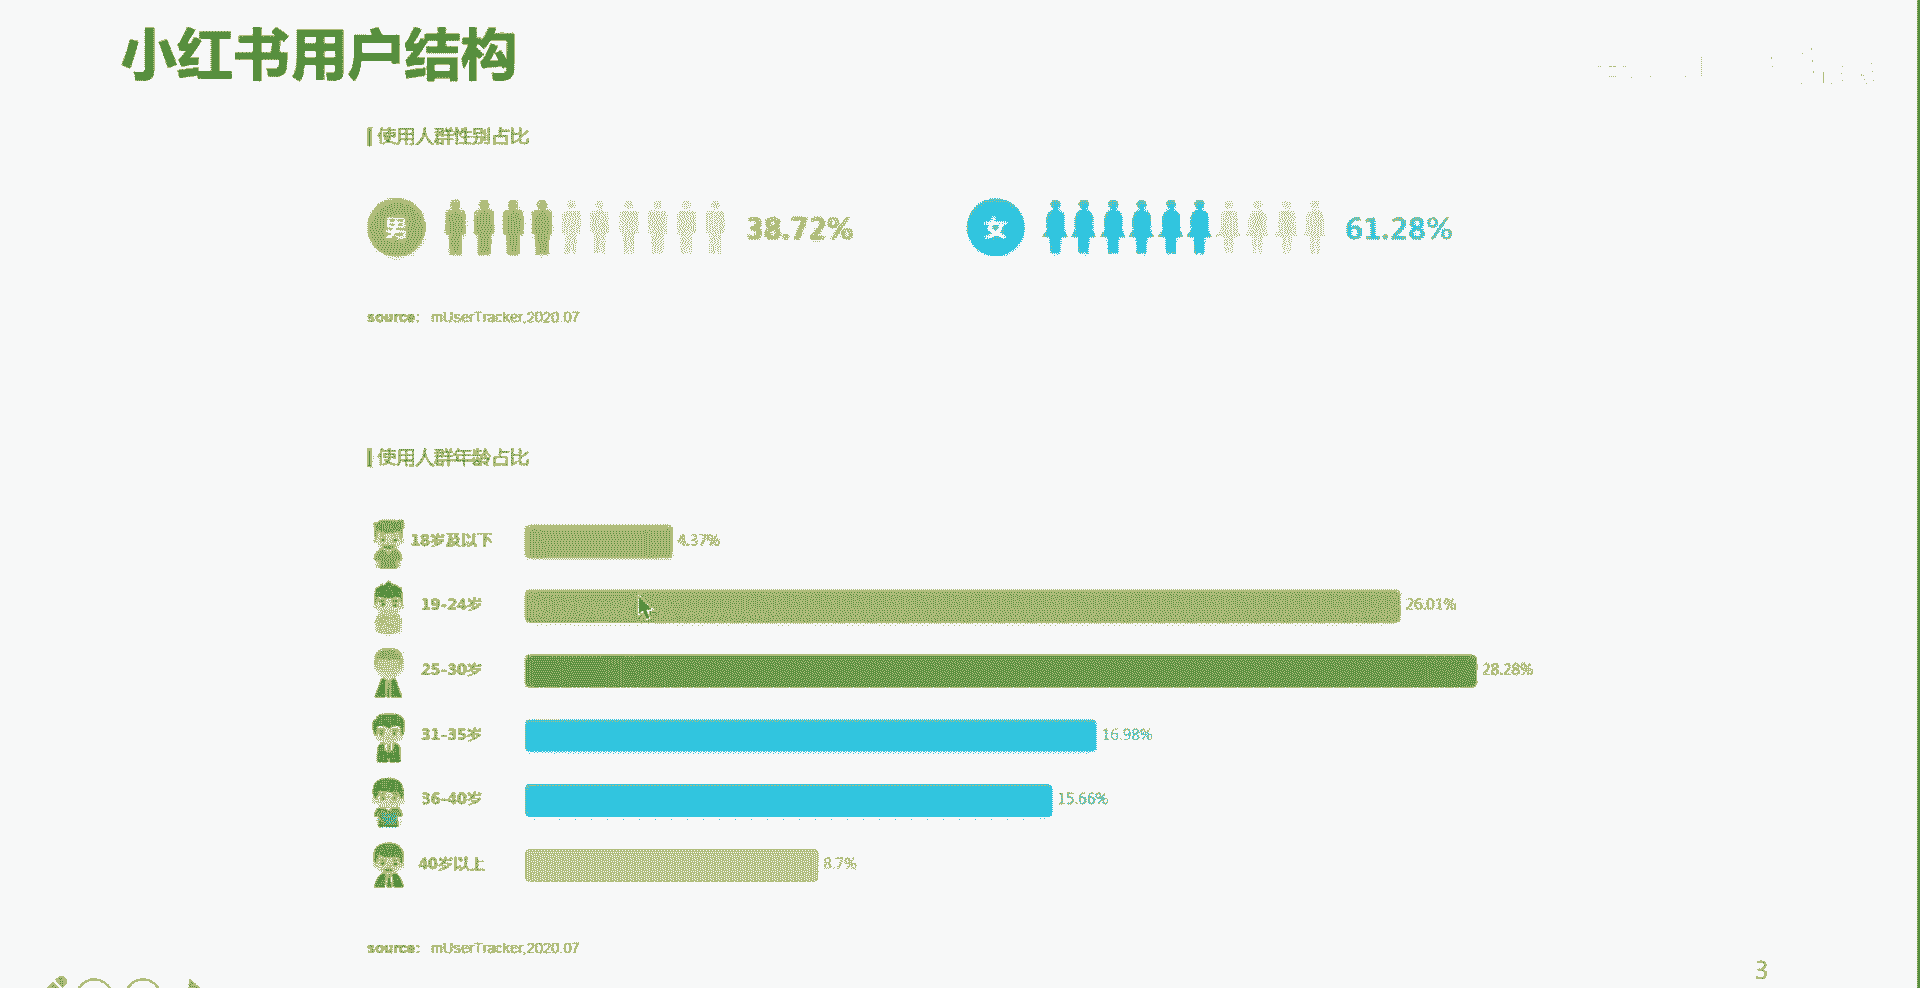 小红书用户结构
使用人群性别占比
男 38.72% 女 61.28%
source: mUserTracker,2020.07
使用人群年龄占比
18岁及以下 4.37%
19-24岁 26.01%
25-30岁 28.28%
31-35岁 16.98%
36-40岁 15.66%
40岁以上 8.7%
source: mUserTracker,2020.07
3